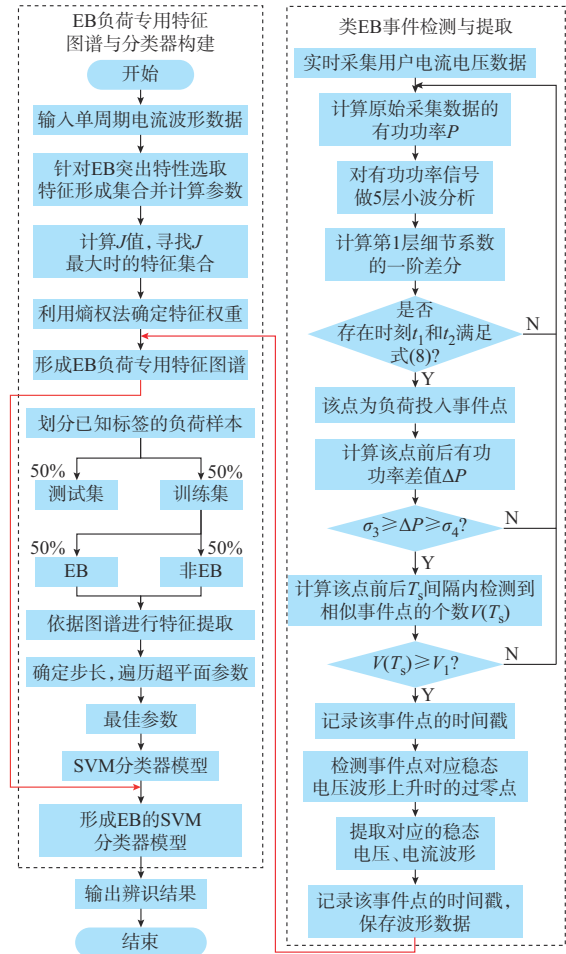 EB负荷专用特征
图谱与分类器构建
开始
输入单周期电流波形数据
针对EB突出特性选取
特征形成集合并计算参数
计算J值，寻找J
最大时的特征集合
利用熵权法确定特征权重
形成EB负荷专用特征图谱
划分已知标签的负荷样本
50%
50%
测试集
训练集
50%
50%
EB
非EB
依据图谱进行特征提取
确定步长，遍历超平面参数
最佳参数
SVM分类器模型
形成EB的SVM
分类器模型
输出辨识结果
结束
类EB事件检测与提取
实时采集用户电流电压数据
计算原始采集数据的
有功功率P
对有功功率信号
做5层小波分析
计算第1层细节系数
的一阶差分
是否
存在时刻t₁和t₂满足
式(8)?
N
Y
该点为负荷投入事件点
计算该点前后有功
功率差值ΔP
σ₃≥ΔP≥σ₄?
N
Y
计算该点前后Tₛ间隔内检测到
相似事件点的个数V(Tₛ)
V(Tₛ)≥V₁?
N
Y
记录该事件点的时间戳
检测事件点对应稳态
电压波形上升时的过零点
提取对应的稳态
电压、电流波形
记录该事件点的时间戳，
保存波形数据